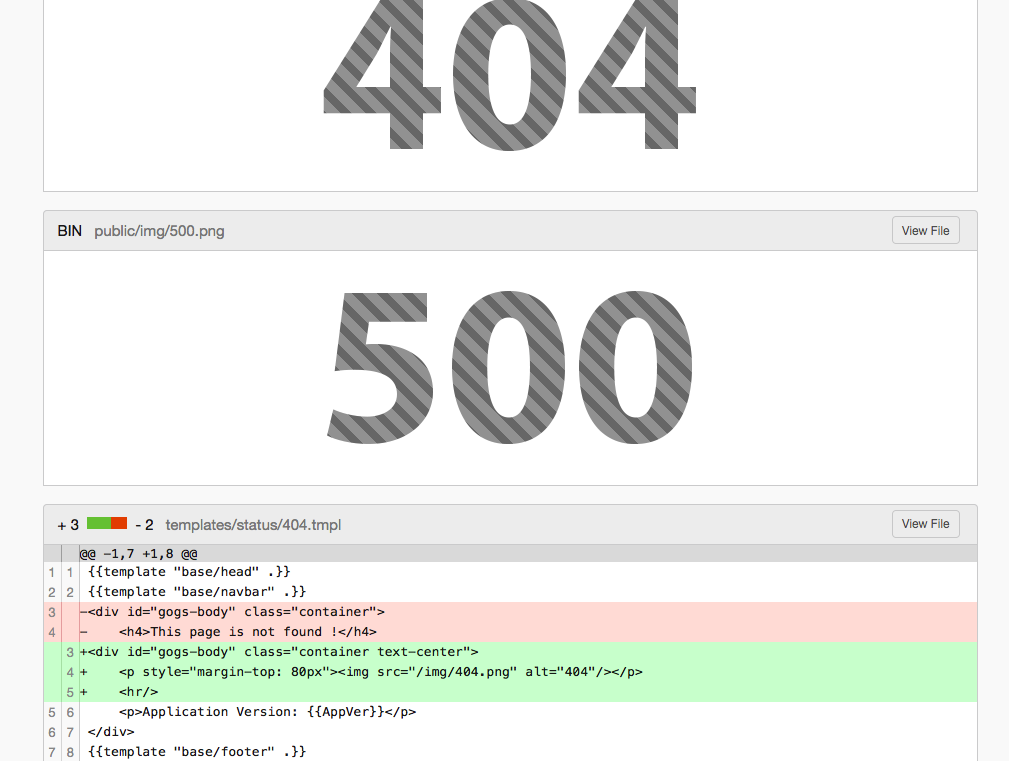 404
BIN public/img/500.png View File
500
+ 3 - 2 templates/status/404.tmpl View File
@@ -1,7 +1,8 @@
1 1 {{template "base/head" .}}
2 2 {{template "base/navbar" .}}
3 -<div id="gogs-body" class="container">
4 -    <h4>This page is not found !</h4>
3 +<div id="gogs-body" class="container text-center">
4 +    <p style="margin-top: 80px"><img src="/img/404.png" alt="404"/></p>
5 +    <hr/>
5 6     <p>Application Version: {{AppVer}}</p>
6 7 </div>
7 8 {{template "base/footer" .}}